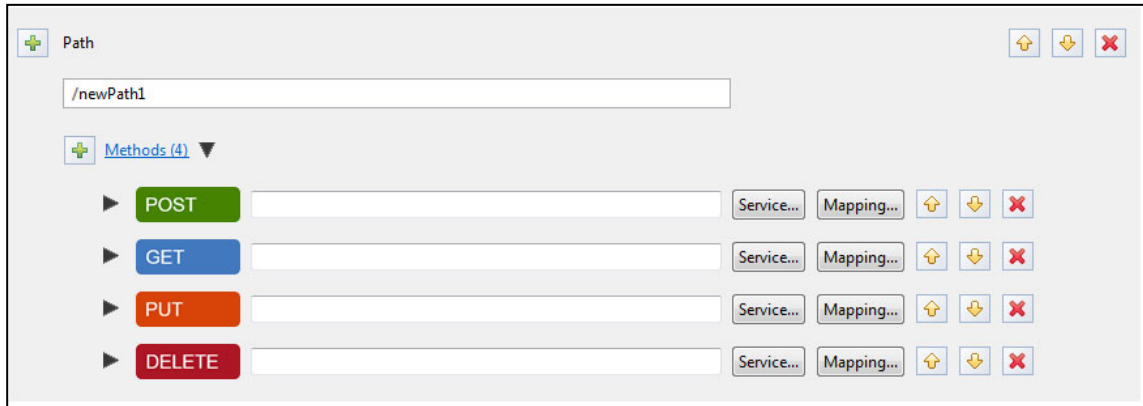 Path
/newPath1
Methods (4)
POST Service... Mapping...
GET Service... Mapping...
PUT Service... Mapping...
DELETE Service... Mapping...